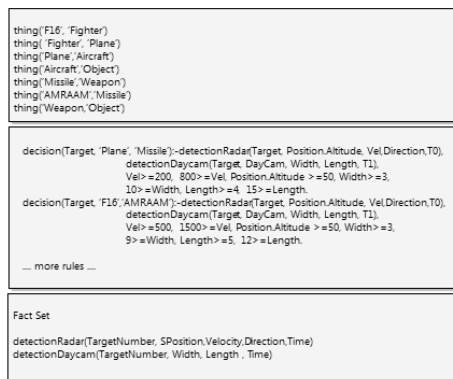 thing('F16', 'Fighter')
thing( 'Fighter', 'Plane')
thing('Plane','Aircraft')
thing('Aircraft','Object')
thing('Missile','Weapon')
thing('AMRAAM','Missile')
thing('Weapon,'Object')
decision(Target, 'Plane', 'Missile'):-detectionRadar(Target, Position.Altitude, Vel,Direction,T0),
detectionDaycam(Target, DayCam, Width, Length, T1),
Vel>=200, 800>=Vel, Position.Altitude >=50, Width>=3,
10>=Width, Length>=4, 15>=Length.
decision(Target, 'F16','AMRAAM'):-detectionRadar(Target, Position.Altitude, Vel,Direction,T0),
detectionDaycam(Target, DayCam, Width, Length, T1),
Vel>=500, 1500>=Vel, Position.Altitude >=50, Width>=3,
9>=Width, Length>=5, 12>=Length.
.... more rules ....
Fact Set
detectionRadar(TargetNumber, SPosition,Velocity,Direction,Time)
detectionDaycam(TargetNumber, Width, Length , Time)